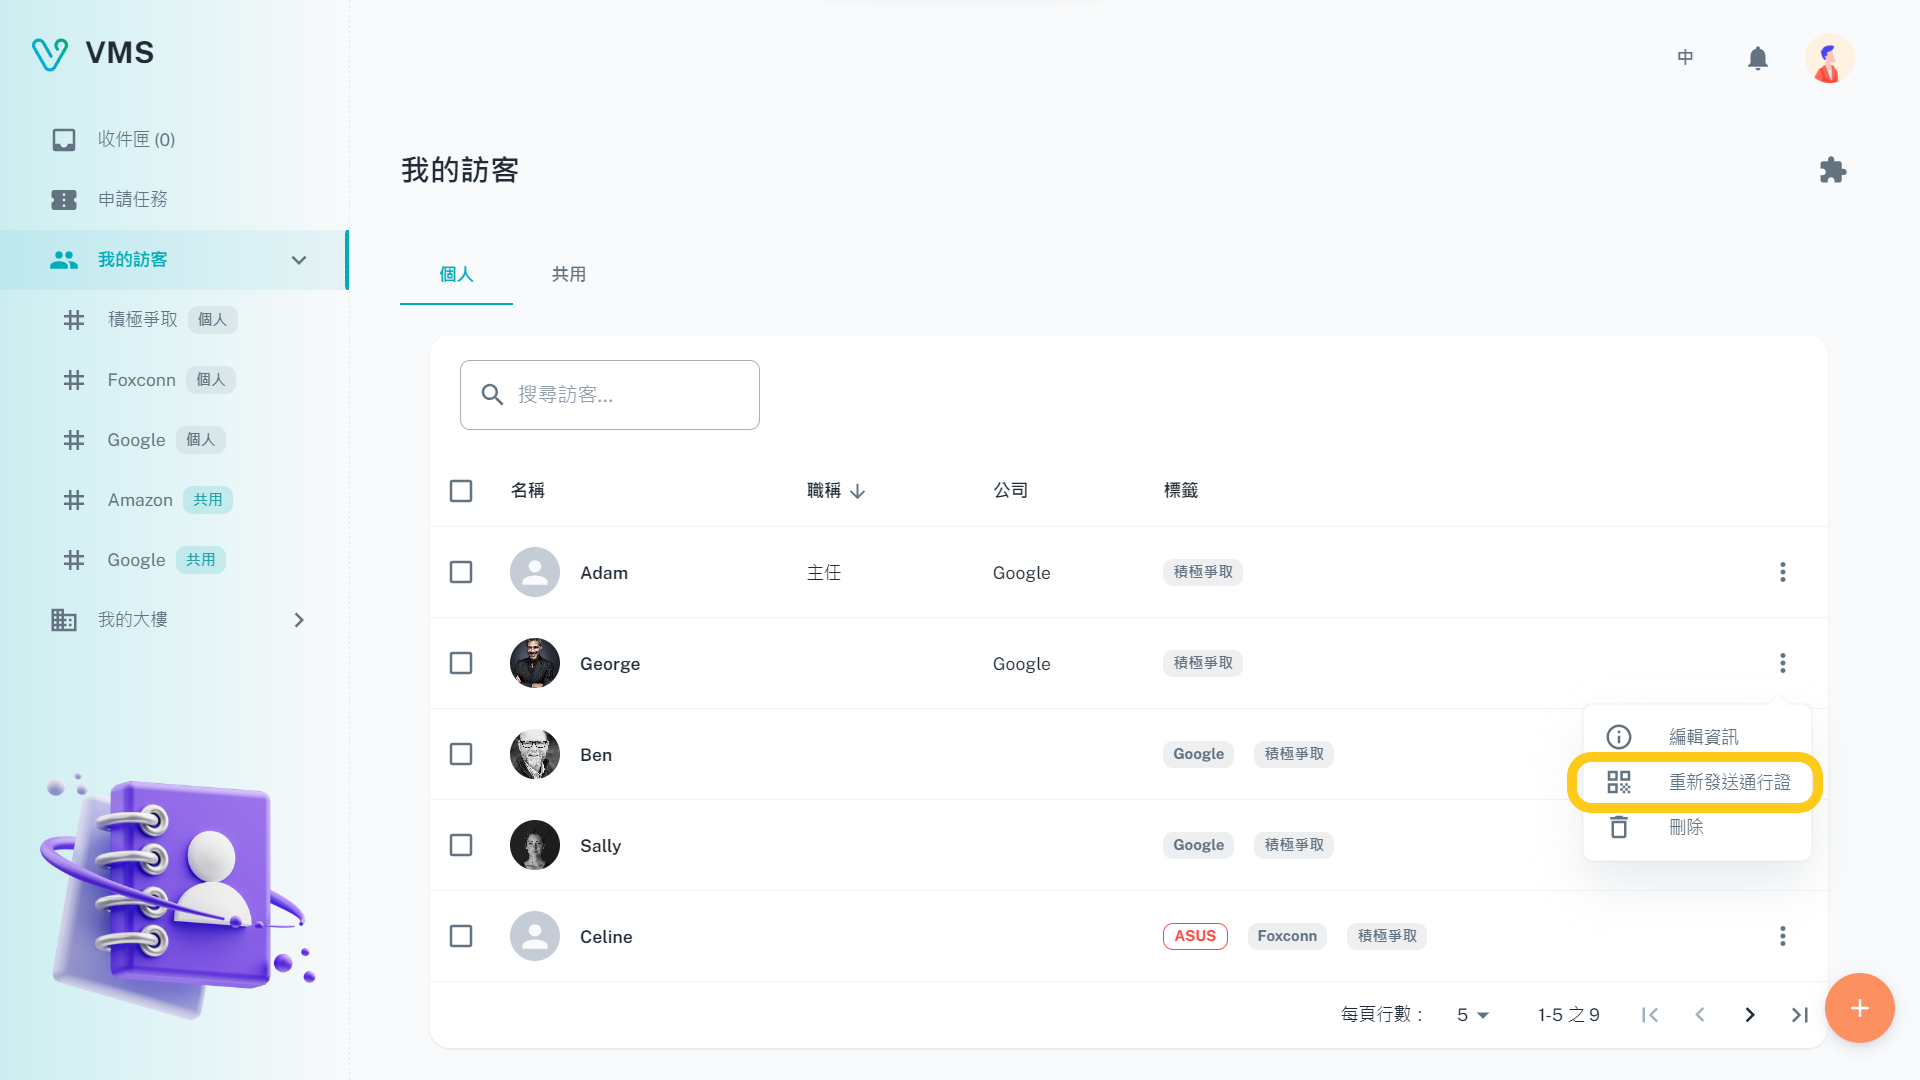 VMS
中
收件匣 (0)
申請任務
我的訪客
積極爭取 個人
Foxconn 個人
Google 個人
Amazon 共用
Google 共用
我的大樓
我的訪客
個人 共用
搜尋訪客...
名稱 職稱 公司 標籤
Adam 主任 Google 積極爭取
George Google 積極爭取
Ben Google 積極爭取
Sally Google 積極爭取
Celine ASUS Foxconn 積極爭取
編輯資訊
重新發送通行證
刪除
每頁行數： 5 1-5 之 9